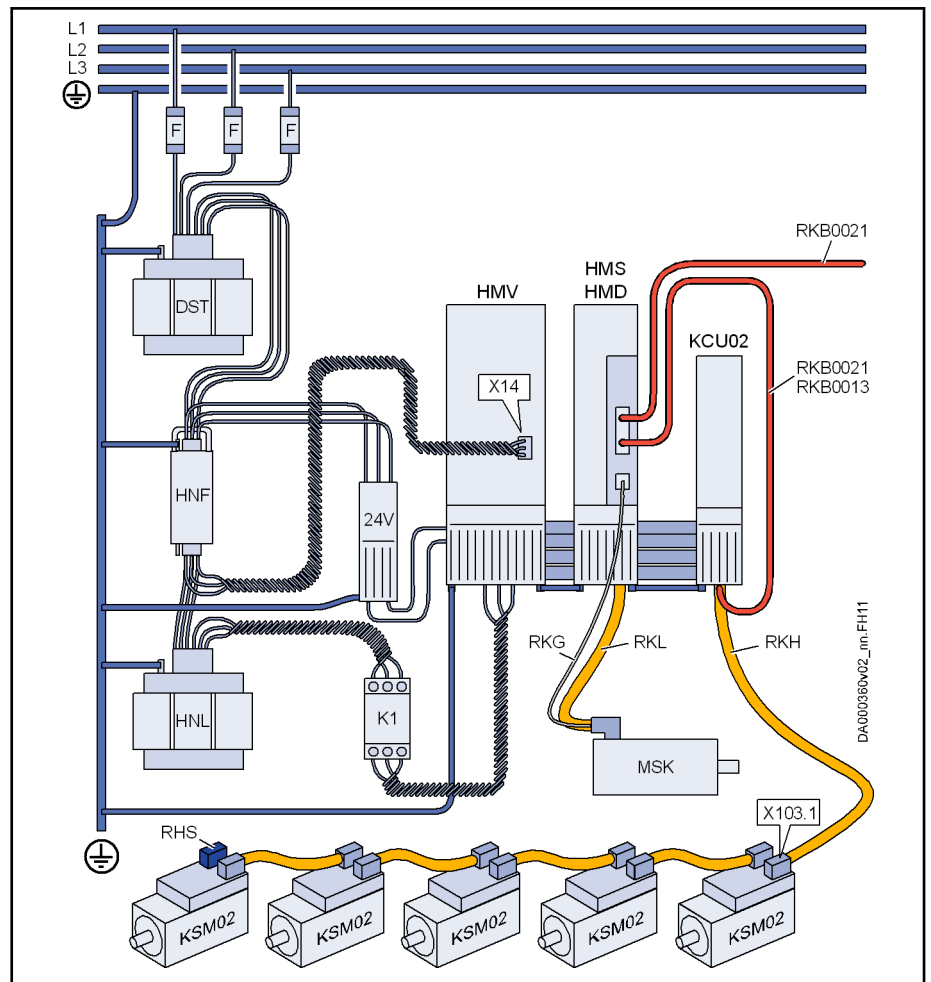 L1
L2
L3
F F F
RKB0021
DST
HMV
HMS
HMD
KCU02
RKB0021
RKB0013
X14
HNF
24V
RKG
RKL
RKH
DA000360v02_nn.FH11
HNL
K1
MSK
X103.1
RHS
KSM02 KSM02 KSM02 KSM02 KSM02